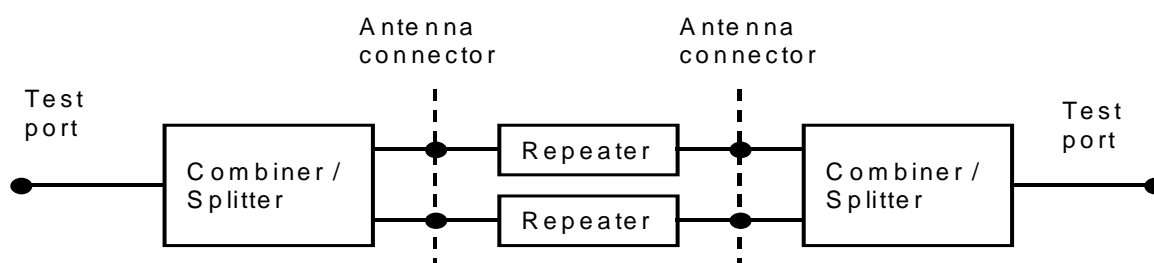 Antenna
connector
Antenna
connector
Test
port
Test
port
Combiner /
Splitter
Repeater
Combiner /
Splitter
Repeater